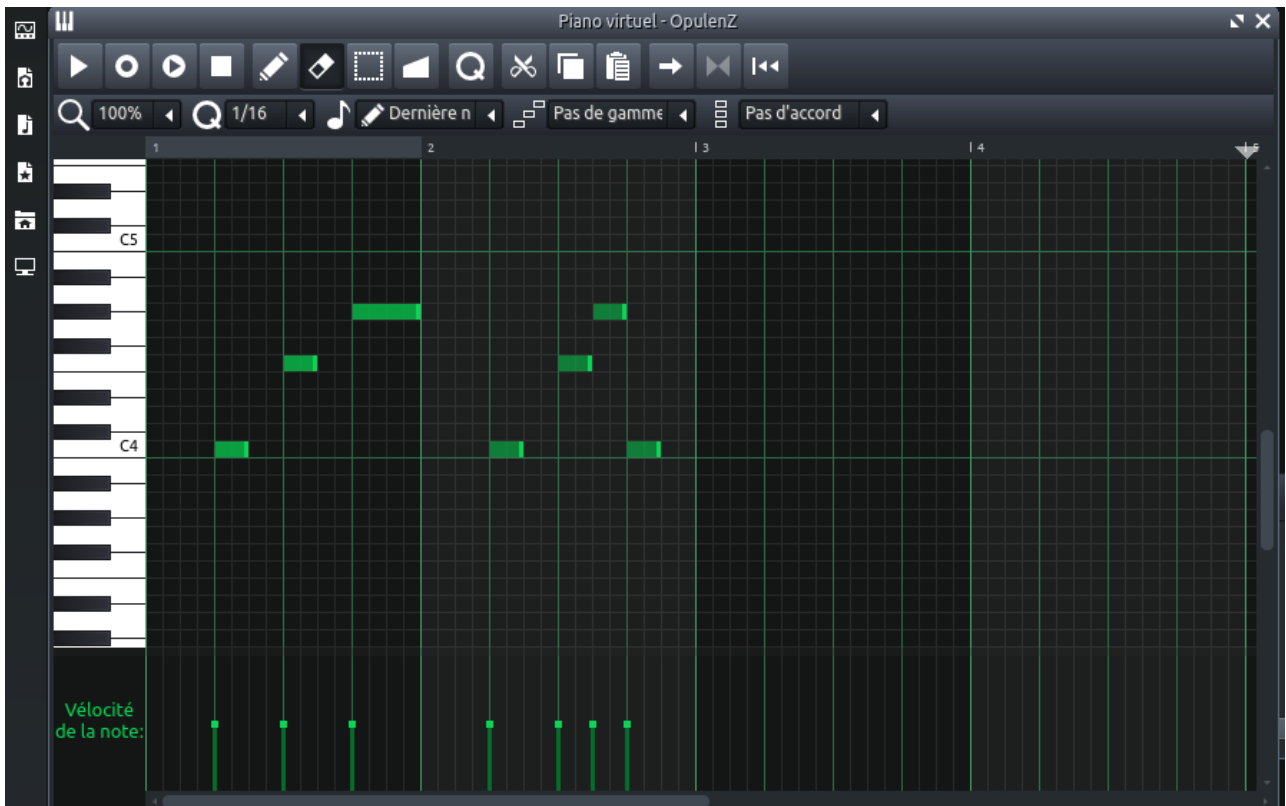 Piano virtuel - OpulenZ
100% 1/16 Dernière n Pas de gamme Pas d'accord
1 2 3 4 5
C5
C4
Vélocité
de la note: